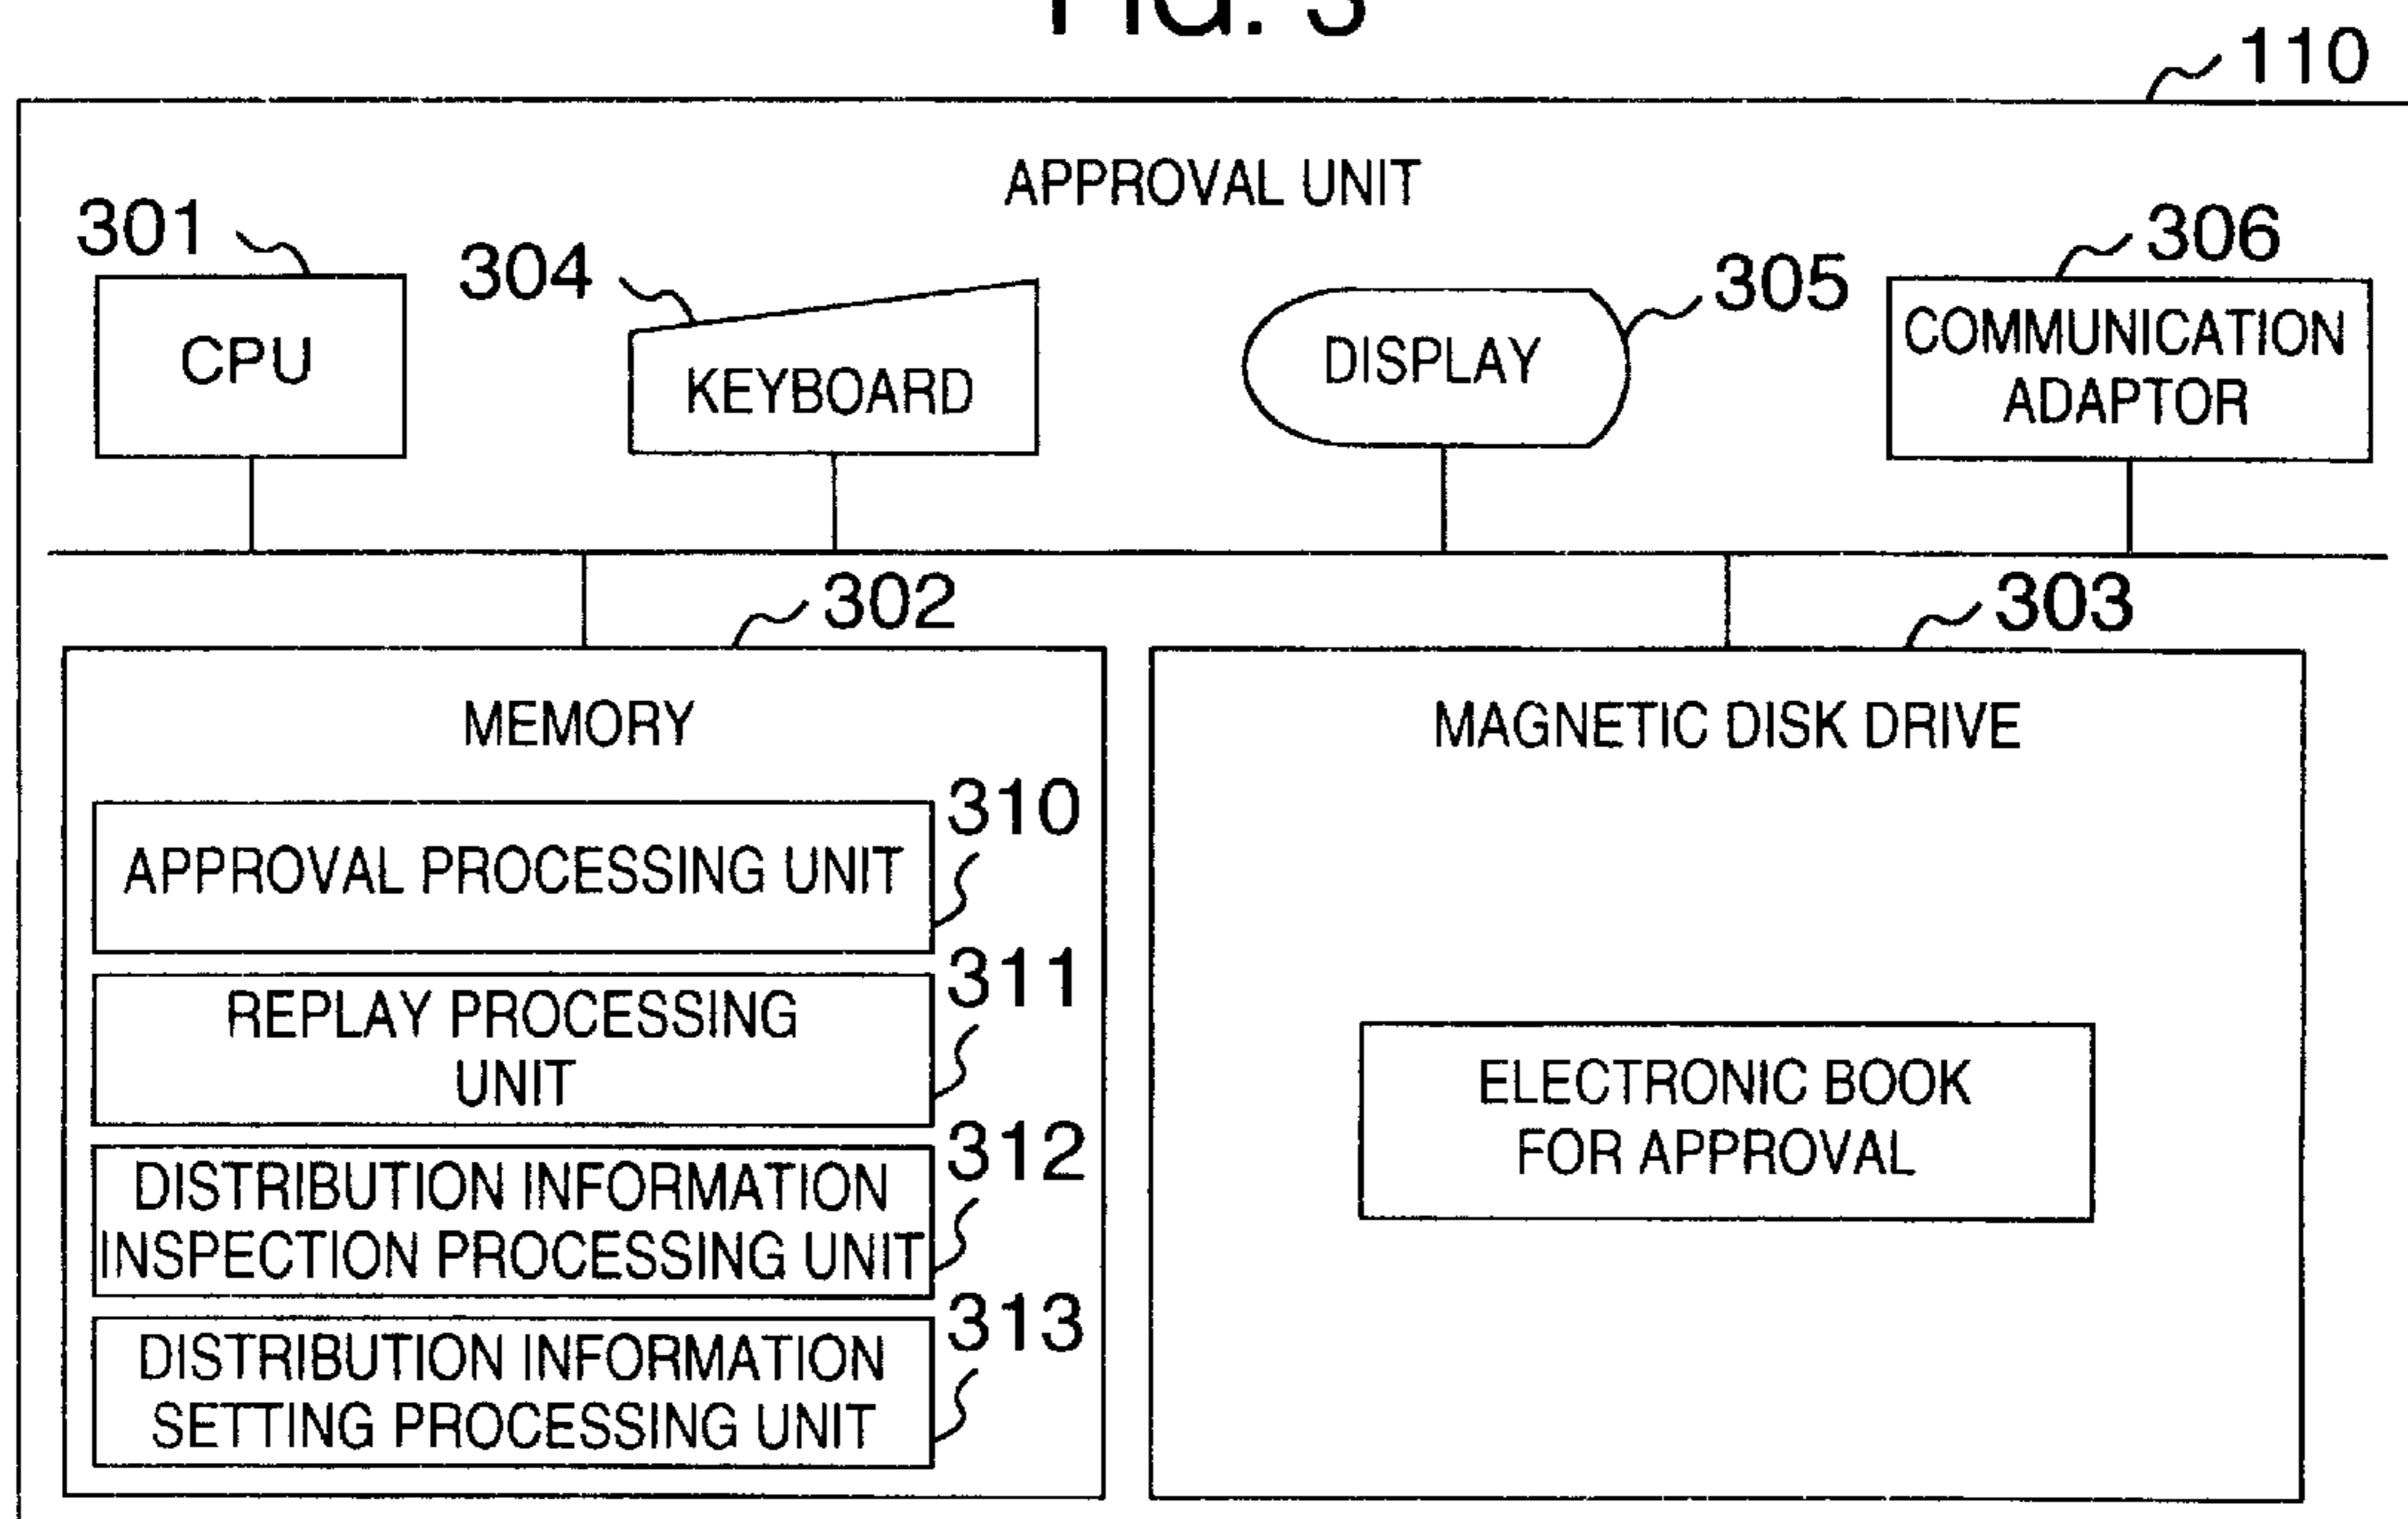 FIG. 3
110
APPROVAL UNIT
301
304
305
306
CPU
KEYBOARD
DISPLAY
COMMUNICATION
ADAPTOR
302
303
MEMORY
MAGNETIC DISK DRIVE
310
APPROVAL PROCESSING UNIT
311
REPLAY PROCESSING
UNIT
312
DISTRIBUTION INFORMATION
INSPECTION PROCESSING UNIT
313
DISTRIBUTION INFORMATION
SETTING PROCESSING UNIT
ELECTRONIC BOOK
FOR APPROVAL